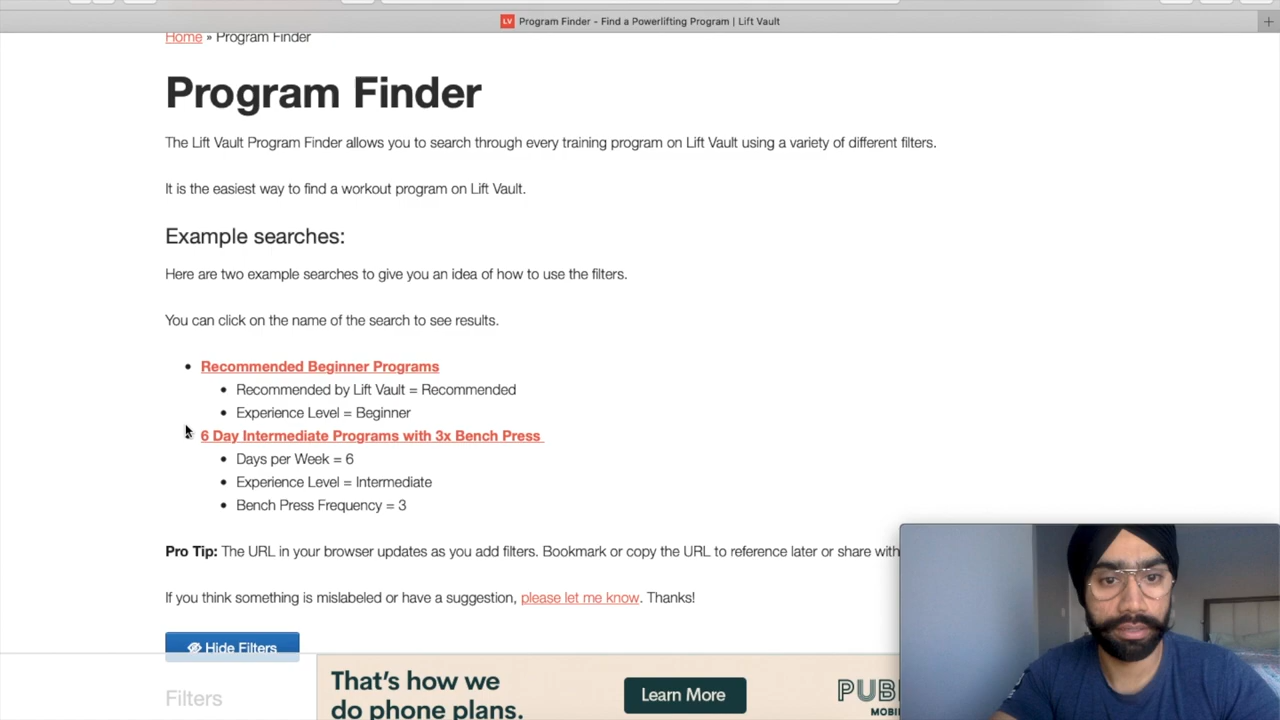 LV Program Finder - Find a Powerlifting Program | Lift Vault
Home » Program Finder
Program Finder
The Lift Vault Program Finder allows you to search through every training program on Lift Vault using a variety of different filters.
It is the easiest way to find a workout program on Lift Vault.
Example searches:
Here are two example searches to give you an idea of how to use the filters.
You can click on the name of the search to see results.
Recommended Beginner Programs
Recommended by Lift Vault = Recommended
Experience Level = Beginner
6 Day Intermediate Programs with 3x Bench Press
Days per Week = 6
Experience Level = Intermediate
Bench Press Frequency = 3
Pro Tip: The URL in your browser updates as you add filters. Bookmark or copy the URL to reference later or share with
If you think something is mislabeled or have a suggestion, please let me know. Thanks!
Hide Filters
Filters
That's how we
do phone plans.
Learn More